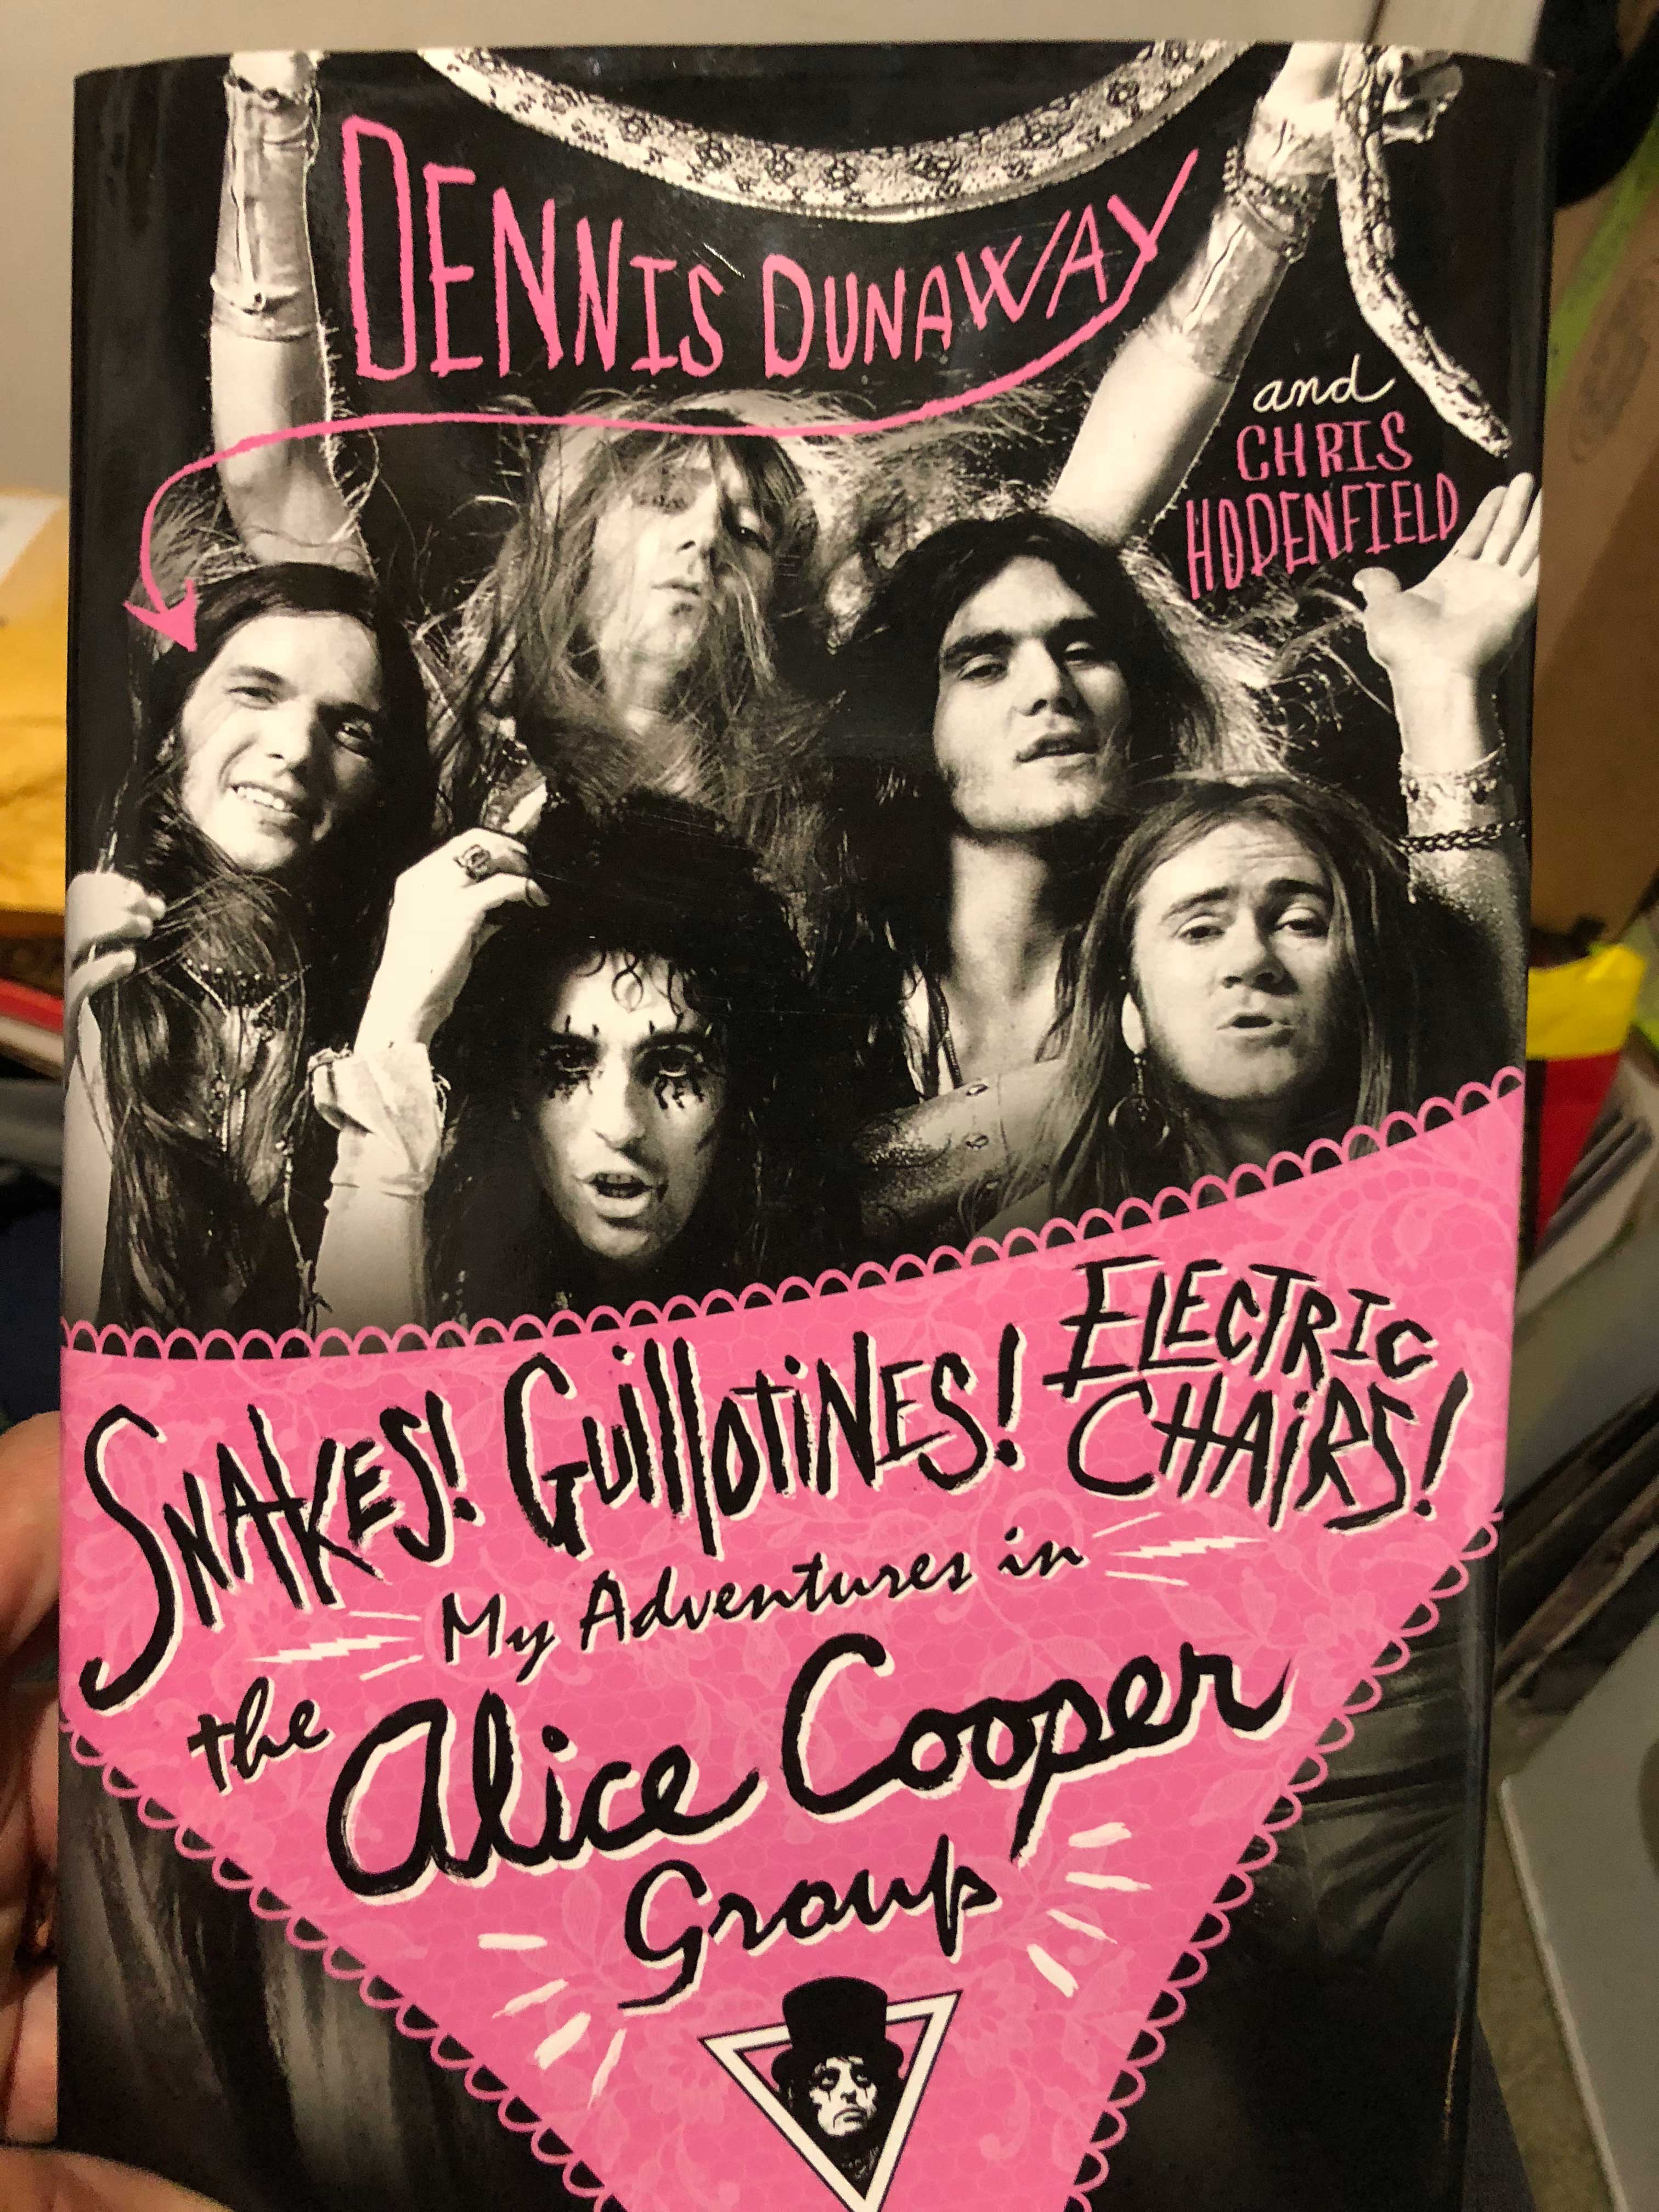 DENNIS DUNAWAY
and
CHRIS
HODENFIELD
SNAKES! GUILLOTINES! ELECTRIC
CHAIRS!
My Adventures in
the Alice Cooper
Group